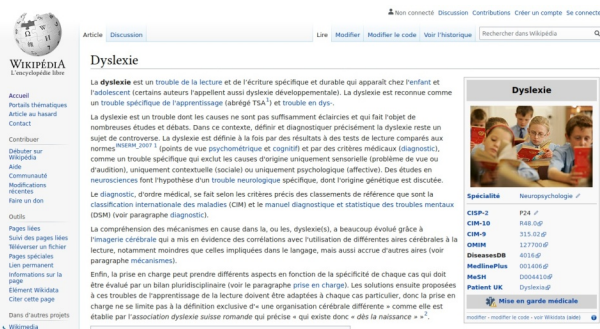 Non connecté Discussion Contributions Créer un compte Se connecte
Article Discussion Lire Modifier Modifier le code Voir l'historique Rechercher dans Wikipédia
WIKIPÉDIA
L'encyclopédie libre
Accueil
Portails thématiques
Article au hasard
Contact
Contribuer
Débuter sur
Wikipédia
Aide
Communauté
Modifications
récentes
Faire un don
Outils
Pages liées
Suivi des pages liées
Téléverser un fichier
Pages spéciales
Lien permanent
Informations sur la
page
Élément Wikidata
Citer cette page
Dans d'autres projets
Wikimedia
Dyslexie
La dyslexie est un trouble de la lecture et de l'écriture spécifique et durable qui apparaît chez l'enfant et
l'adolescent (certains auteurs l'appellent aussi dyslexie développementale). La dyslexie est reconnue comme
un trouble spécifique de l'apprentissage (abrégé TSA1) et trouble en dys-.
La dyslexie est un trouble dont les causes ne sont pas suffisamment éclaircies et qui fait l'objet de
nombreuses études et débats. Dans ce contexte, définir et diagnostiquer précisément la dyslexie reste un
sujet de controverse. La dyslexie est définie à la fois par des résultats à des tests de lecture comparés aux
normes INSERM_2007 1 (points de vue psychométrique et cognitif) et par des critères médicaux (diagnostic),
comme un trouble spécifique qui exclut les causes d'origine uniquement sensorielle (problème de vue ou
d'audition), uniquement contextuelle (sociale) ou uniquement psychologique (affective). Des études en
neurosciences font l'hypothèse d'un trouble neurologique spécifique, dont l'origine génétique est discutée.
Le diagnostic, d'ordre médical, se fait selon les critères précis des classements de référence que sont la
classification internationale des maladies (CIM) et le manuel diagnostique et statistique des troubles mentaux
(DSM) (voir paragraphe diagnostic).
La compréhension des mécanismes en cause dans la, ou les, dyslexie(s), a beaucoup évolué grâce à
l'imagerie cérébrale qui a mis en évidence des corrélations avec l'utilisation de différentes aires cérébrales à la
lecture, notamment moindres que celles impliquées dans le langage, mais aussi accrue d'autres aires (voir
paragraphe mécanismes).
Enfin, la prise en charge peut prendre différents aspects en fonction de la spécificité de chaque cas qui doit
être évalué par un bilan pluridisciplinaire (voir le paragraphe prise en charge). Les solutions ensuite proposées
à ces troubles de l'apprentissage de la lecture doivent être adaptées à chaque cas particulier, donc la prise en
charge ne se limite pas à la définition exclusive d'« une organisation cérébrale différente » comme elle est
établie par l'association dyslexie suisse romande qui précise « qui existe donc « dès la naissance » »2.
Dyslexie
Spécialité Neuropsychologie
CISP-2 P24
CIM-10 R48.0
CIM-9 315.02
OMIM 127700
DiseasesDB 4016
MedlinePlus 001406
MeSH D004410
Patient UK Dyslexia
Mise en garde médicale
modifier - modifier le code - voir Wikidata (aide)